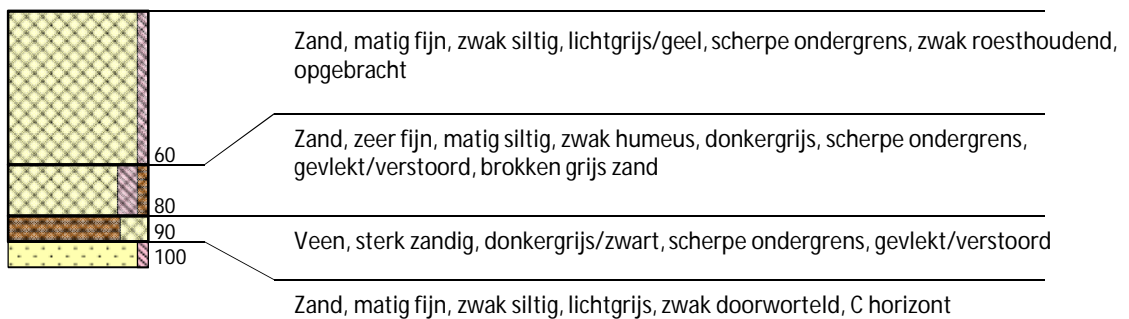 Zand, matig fijn, zwak siltig, lichtgrijs/geel, scherpe ondergrens, zwak roesthoudend,
opgebracht
60
Zand, zeer fijn, matig siltig, zwak humeus, donkergrijs, scherpe ondergrens,
gevlekt/verstoord, brokken grijs zand
80
90
Veen, sterk zandig, donkergrijs/zwart, scherpe ondergrens, gevlekt/verstoord
100
Zand, matig fijn, zwak siltig, lichtgrijs, zwak doorworteld, C horizont